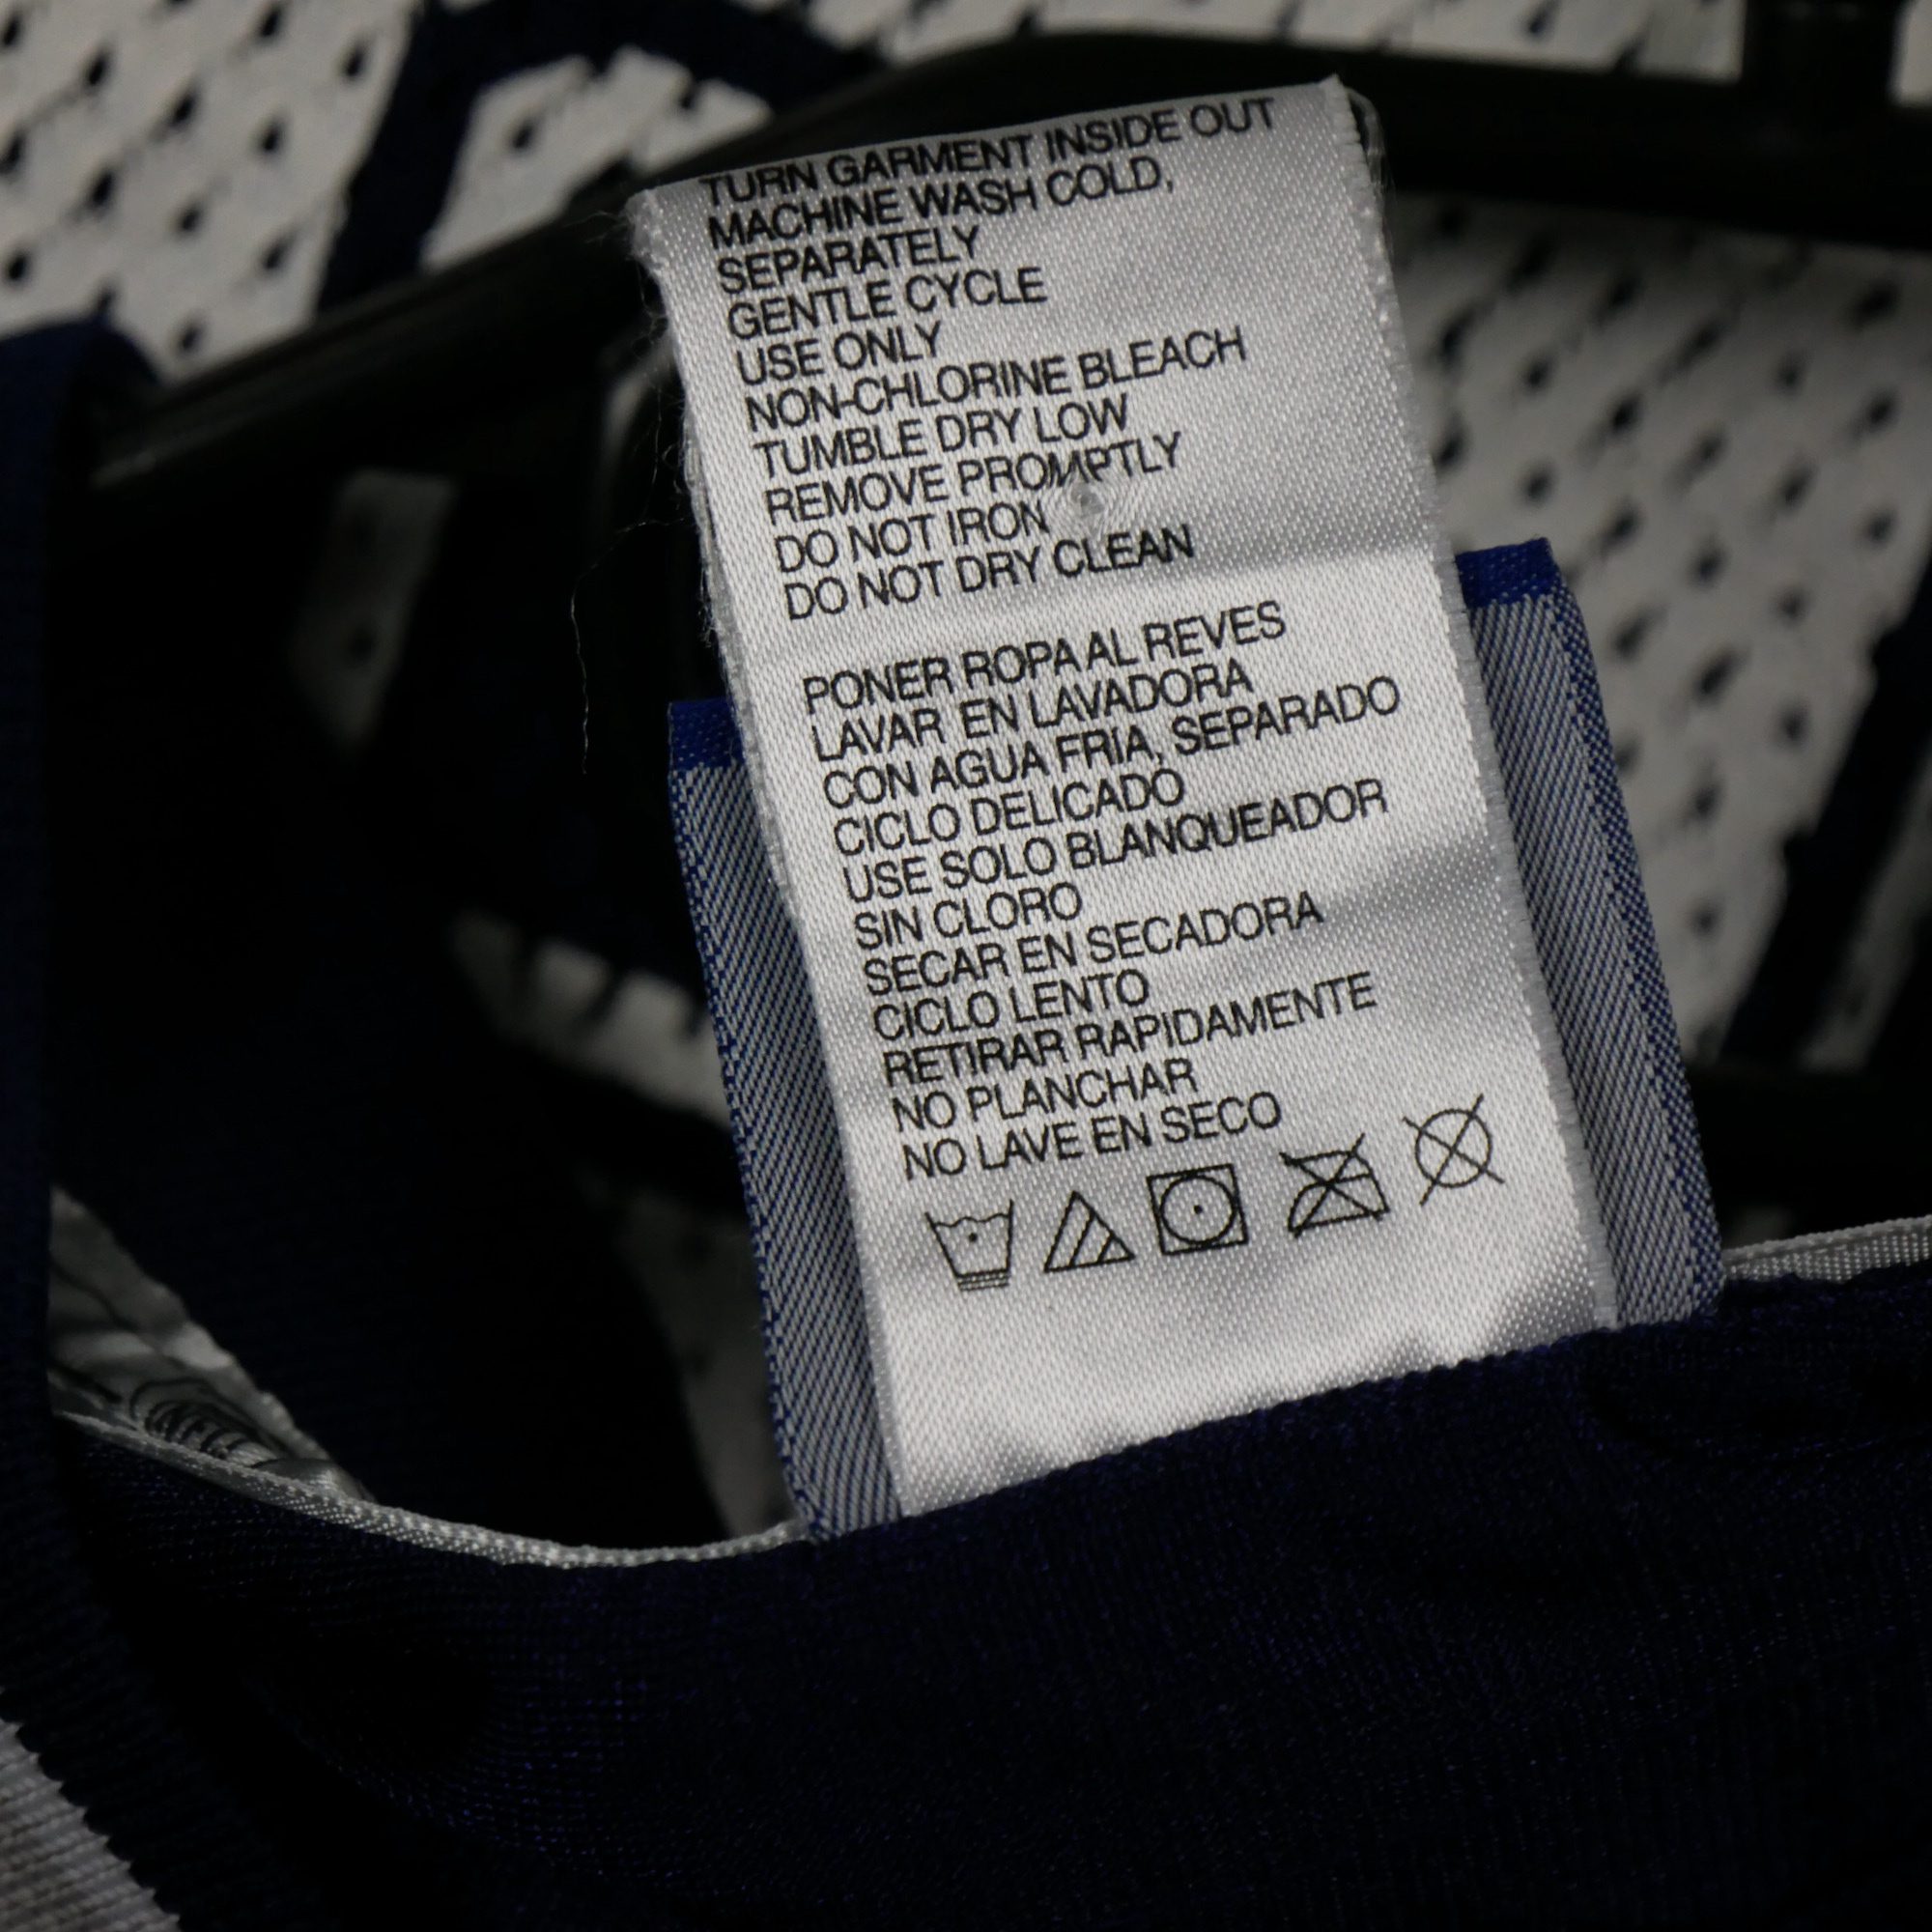 TURN GARMENT INSIDE OUT
MACHINE WASH COLD,
SEPARATELY
GENTLE CYCLE
USE ONLY
NON-CHLORINE BLEACH
TUMBLE DRY LOW
REMOVE PROMPTLY
DO NOT IRON
DO NOT DRY CLEAN
PONER ROPA AL REVES
LAVAR EN LAVADORA
CON AGUA FRIA, SEPARADO
CICLO DELICADO
USE SOLO BLANQUEADOR
SIN CLORO
SECAR EN SECADORA
CICLO LENTO
RETIRAR RAPIDAMENTE
NO PLANCHAR
NO LAVE EN SECO